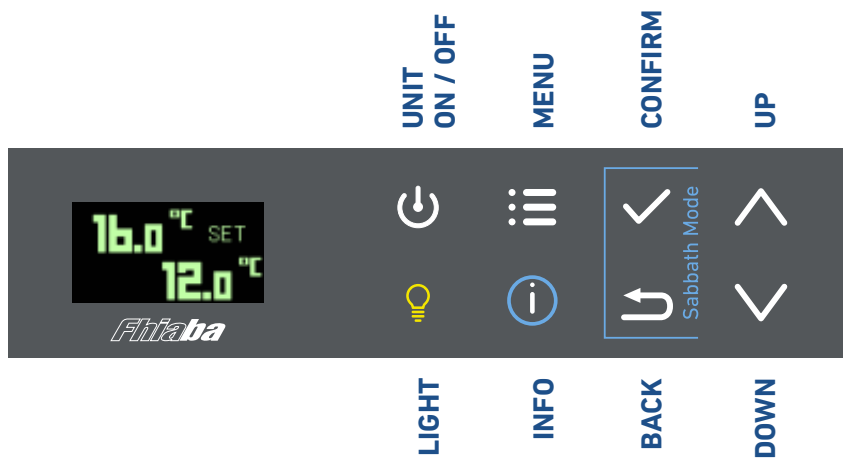 UNIT
ON / OFF
MENU
CONFIRM
UP
16.0 °C SET
12.0 °C
Fhiaba
Sabbath Mode
LIGHT
INFO
BACK
DOWN